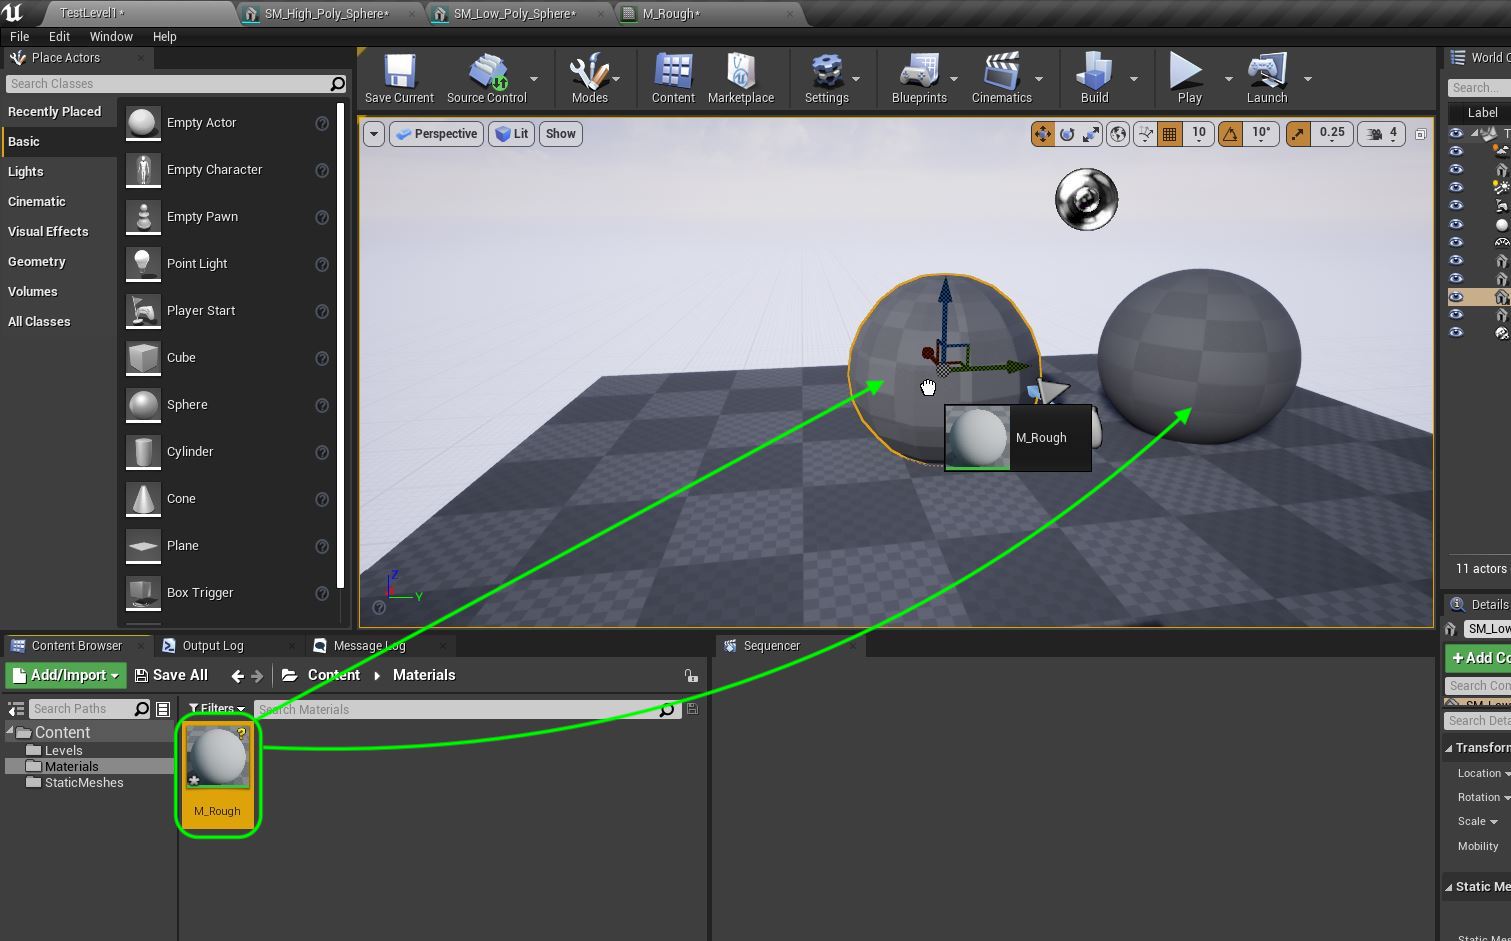 TestLevel1*
SM_High_Poly_Sphere*
SM_Low_Poly_Sphere*
M_Rough*
File Edit Window Help
Place Actors
Search Classes
Recently Placed
Basic
Lights
Cinematic
Visual Effects
Geometry
Volumes
All Classes
Empty Actor
Empty Character
Empty Pawn
Point Light
Player Start
Cube
Sphere
Cylinder
Cone
Plane
Box Trigger
Save Current
Source Control
Modes
Content
Marketplace
Settings
Blueprints
Cinematics
Build
Play
Launch
Perspective
Lit
Show
10
10°
0.25
4
M_Rough
Z
Y
World O
Search...
Label
T
11 actors
Details
SM_Low
+Add Co
Search Con
Search Deta
Transform
Location
Rotation
Scale
Mobility
Static Me
Static Mes
Content Browser
Output Log
Message Log
Sequencer
Add/Import
Save All
Content
Materials
Search Paths
Filters
Search Materials
Content
Levels
Materials
StaticMeshes
?
M_Rough